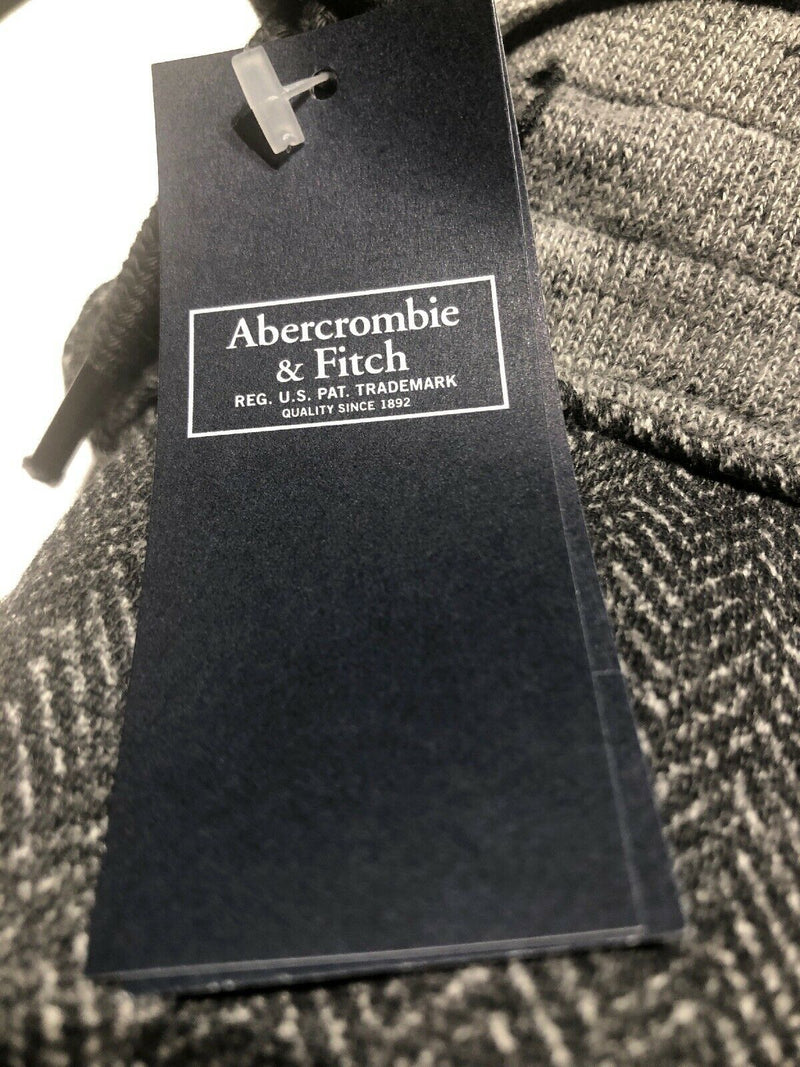 Abercrombie
& Fitch
REG. U.S. PAT. TRADEMARK
QUALITY SINCE 1892